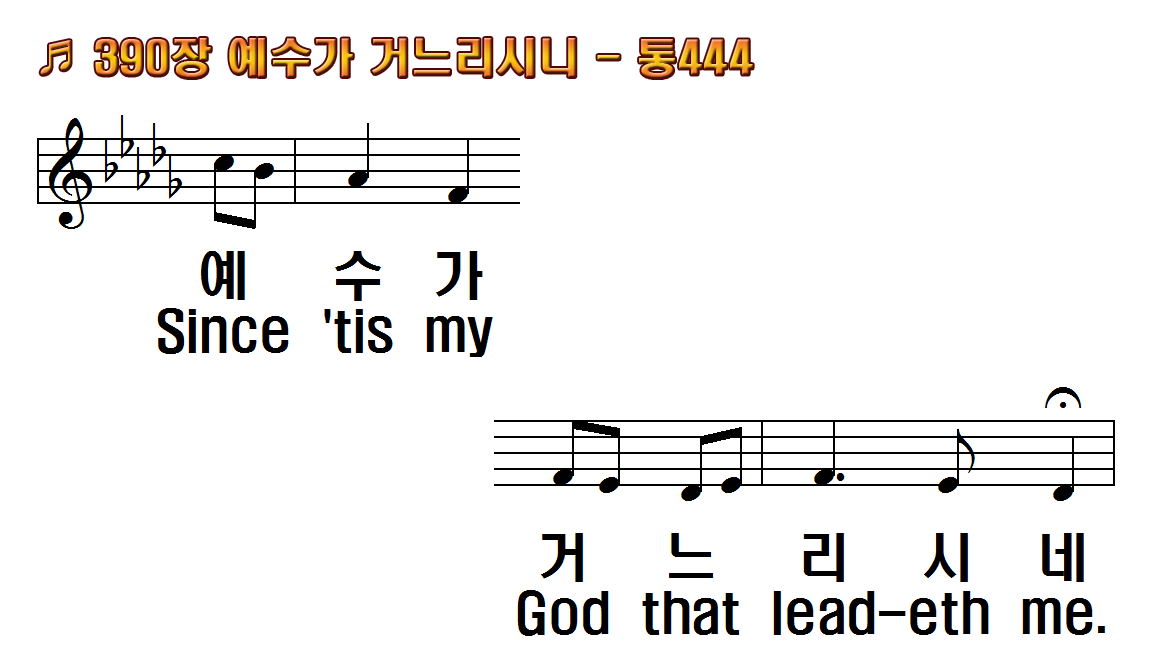 ♬ 390장 예수가 거느리시니 - 통444
예 수 가
Since 'tis my
거 느 리 시 네
God that lead-eth me.